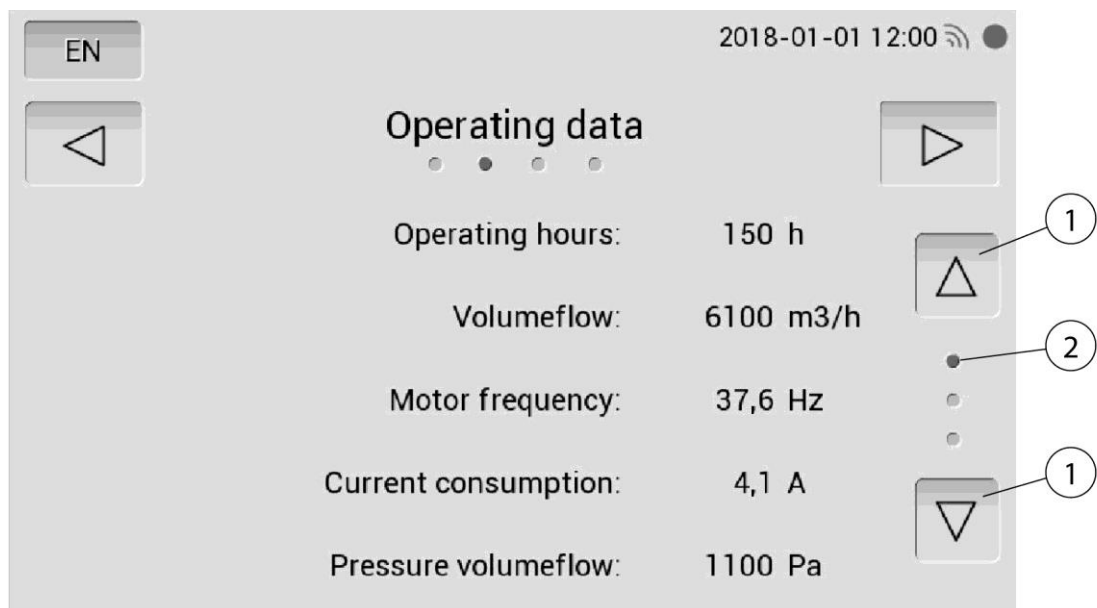 EN
2018-01-01 12:00
Operating data
Operating hours: 150 h
1
Volumeflow: 6100 m3/h
2
Motor frequency: 37,6 Hz
Current consumption: 4,1 A
1
Pressure volumeflow: 1100 Pa